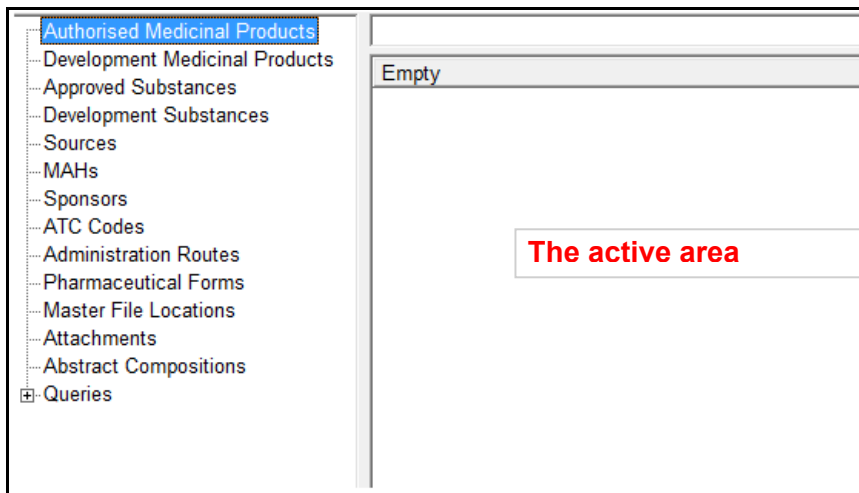 Authorised Medicinal Products
Development Medicinal Products
Approved Substances
Development Substances
Sources
MAHs
Sponsors
ATC Codes
Administration Routes
Pharmaceutical Forms
Master File Locations
Attachments
Abstract Compositions
Queries
Empty
The active area